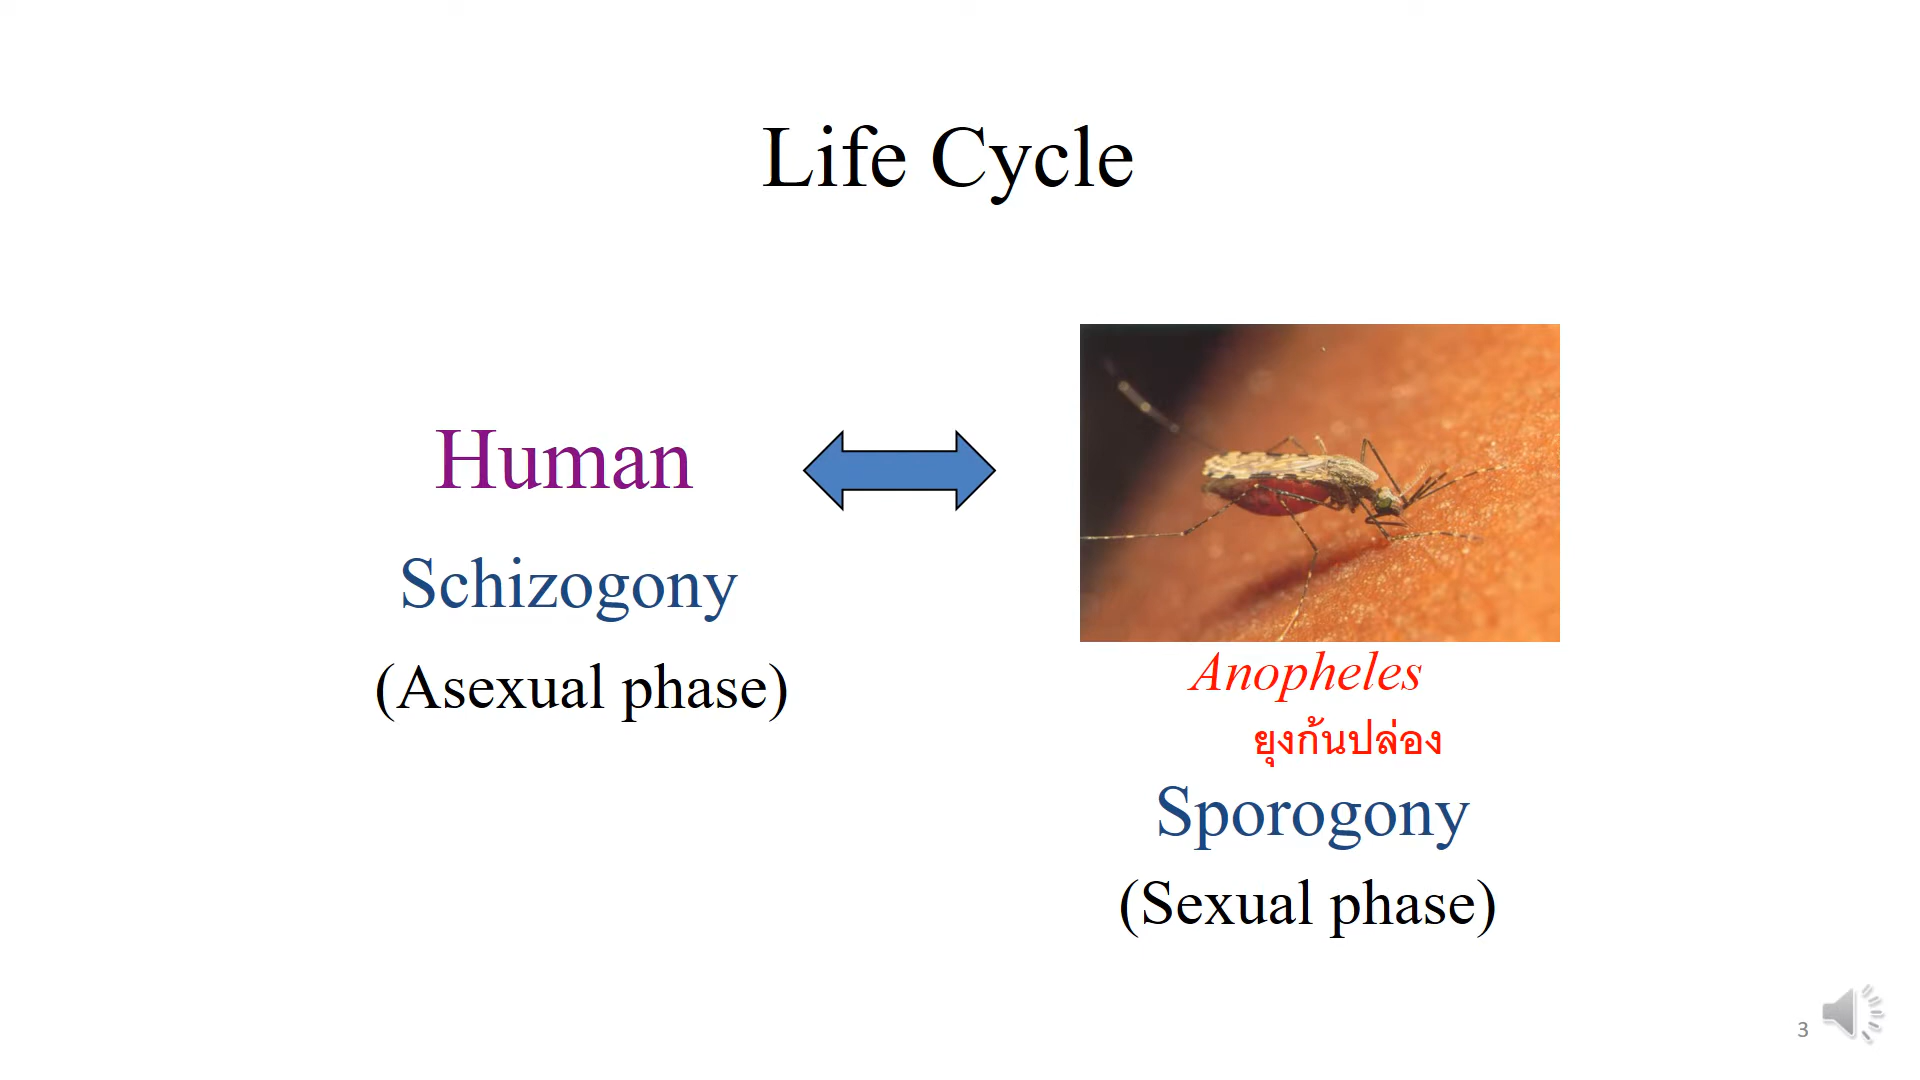 Life Cycle
Human
Schizogony
(Asexual phase)
Anopheles
ยุงก้นปล่อง
Sporogony
(Sexual phase)
3